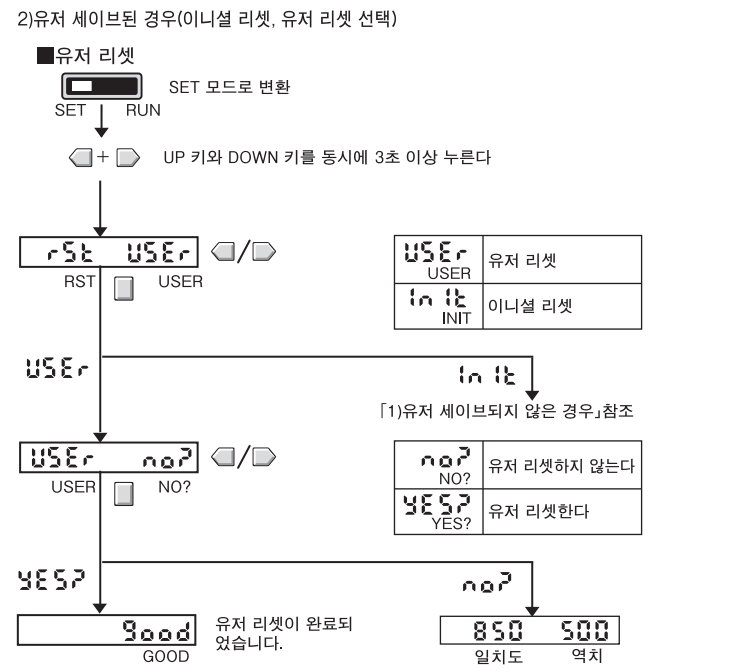 2)유저 세이브된 경우(이니셜 리셋, 유저 리셋 선택)
■유저 리셋
SET 모드로 변환
SET RUN
+ UP 키와 DOWN 키를 동시에 3초 이상 누른다
rSt USEr /
RST USER
USEr 유저 리셋
USER
InIt 이니셜 리셋
INIT
USEr
InIt
「1)유저 세이브되지 않은 경우」참조
USEr no? /
USER NO?
no? 유저 리셋하지 않는다
NO?
YES? 유저 리셋한다
YES?
YES?
no?
good
GOOD
유저 리셋이 완료되
었습니다.
850 500
일치도 역치